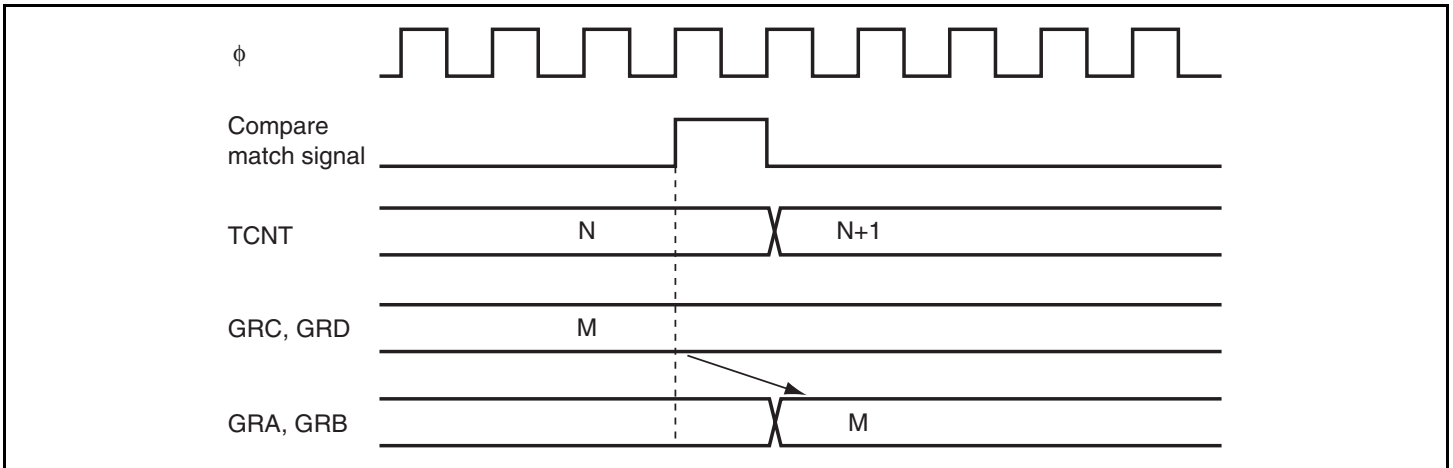 ϕ
Compare
match signal
TCNT
N
N+1
GRC, GRD
M
GRA, GRB
M